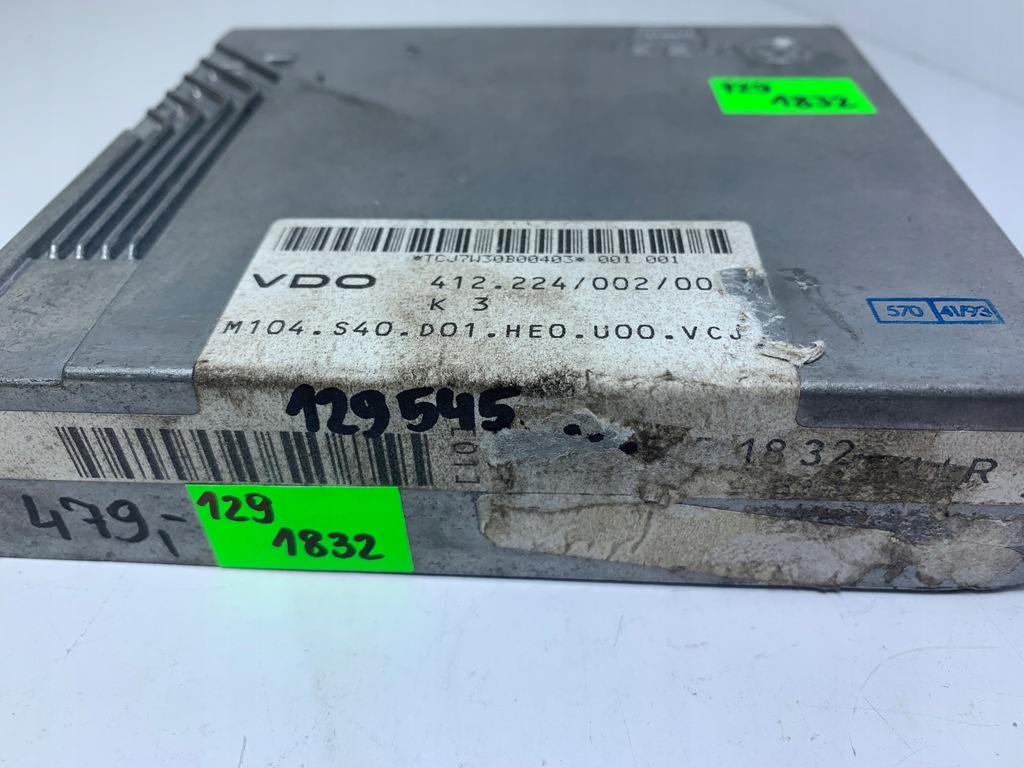 129
1832
*TCJ7W30B00403* 001 001
VDO 412.224/002/00
K 3
M104.S40.D01.HE0.U00.VCJ
570 41/93
129545
1832
R
479,-
129
1832